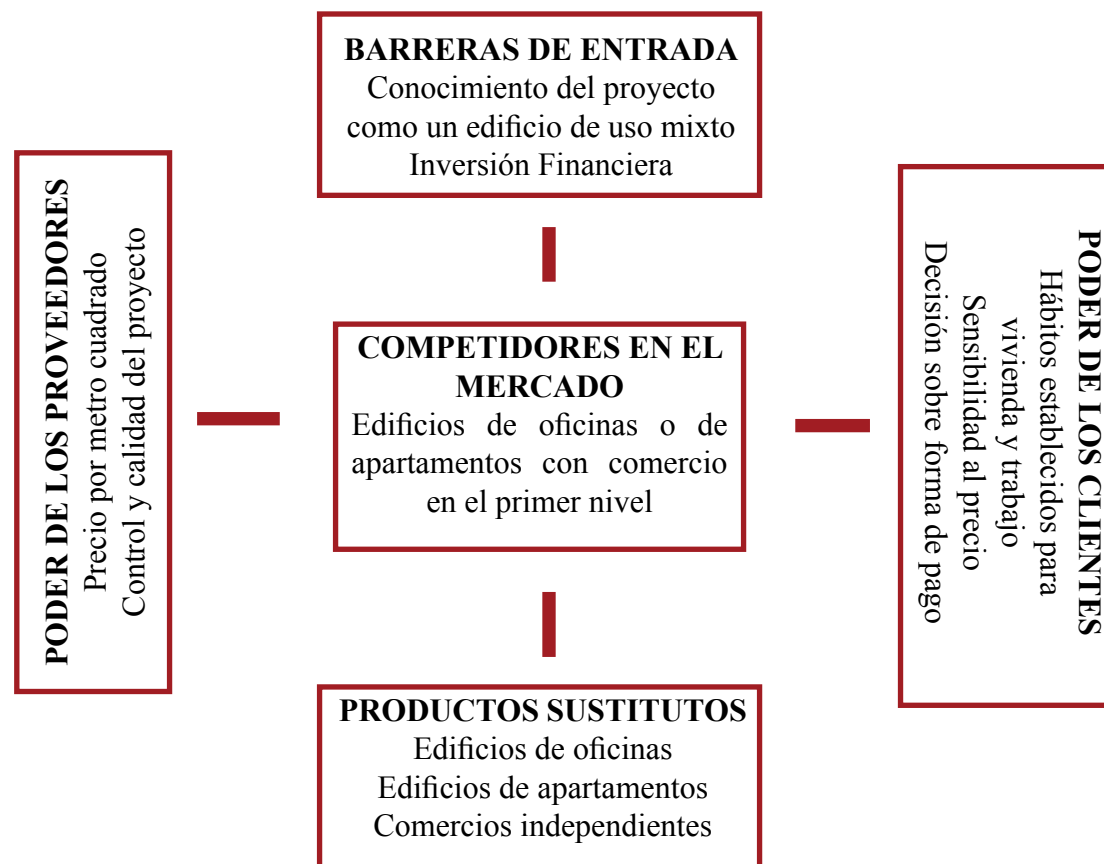 BARRERAS DE ENTRADA
Conocimiento del proyecto
como un edificio de uso mixto
Inversión Financiera
PODER DE LOS PROVEEDORES
Precio por metro cuadrado
Control y calidad del proyecto
COMPETIDORES EN EL
MERCADO
Edificios de oficinas o de
apartamentos con comercio
en el primer nivel
PODER DE LOS CLIENTES
Hábitos establecidos para
vivienda y trabajo
Sensibilidad al precio
Decisión sobre forma de pago
PRODUCTOS SUSTITUTOS
Edificios de oficinas
Edificios de apartamentos
Comercios independientes